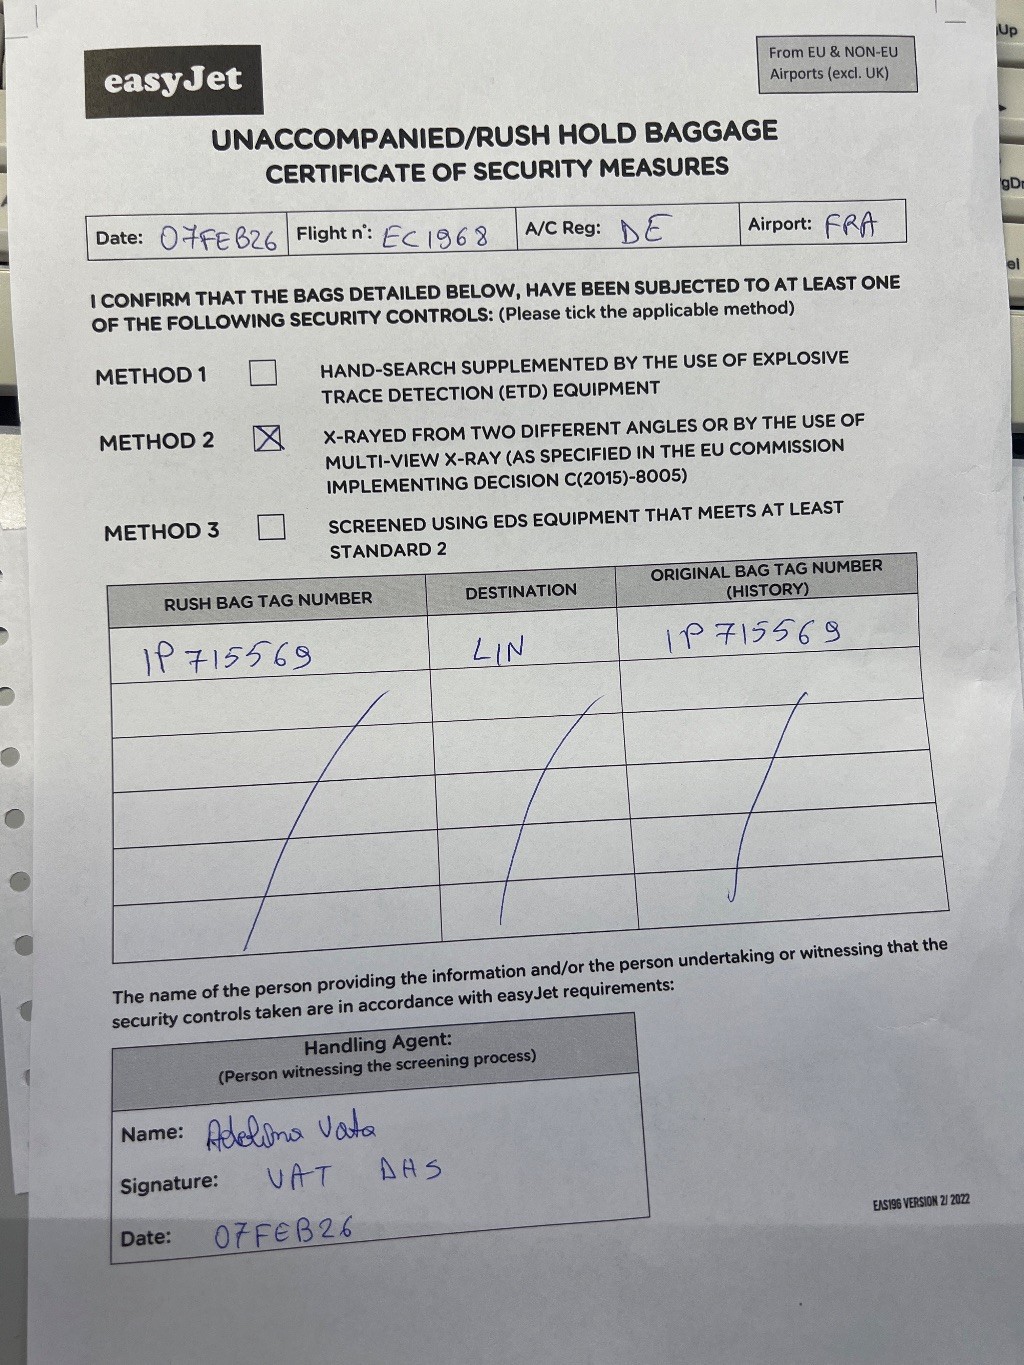 easyJet
From EU & NON-EU
Airports (excl. UK)
UNACCOMPANIED/RUSH HOLD BAGGAGE
CERTIFICATE OF SECURITY MEASURES
Date: 07FEB26 Flight n°: EC1968 A/C Reg: DE Airport: FRA
I CONFIRM THAT THE BAGS DETAILED BELOW, HAVE BEEN SUBJECTED TO AT LEAST ONE
OF THE FOLLOWING SECURITY CONTROLS: (Please tick the applicable method)
METHOD 1 HAND-SEARCH SUPPLEMENTED BY THE USE OF EXPLOSIVE
TRACE DETECTION (ETD) EQUIPMENT
METHOD 2 X-RAYED FROM TWO DIFFERENT ANGLES OR BY THE USE OF
MULTI-VIEW X-RAY (AS SPECIFIED IN THE EU COMMISSION
IMPLEMENTING DECISION C(2015)-8005)
METHOD 3 SCREENED USING EDS EQUIPMENT THAT MEETS AT LEAST
STANDARD 2
RUSH BAG TAG NUMBER DESTINATION ORIGINAL BAG TAG NUMBER
(HISTORY)
IP715569 LIN IP715569
The name of the person providing the information and/or the person undertaking or witnessing that the
security controls taken are in accordance with easyJet requirements:
Handling Agent:
(Person witnessing the screening process)
Name: Adelina Vata
Signature: VAT DHS
Date: 07FEB26
EAS196 VERSION 2/ 2022
Up